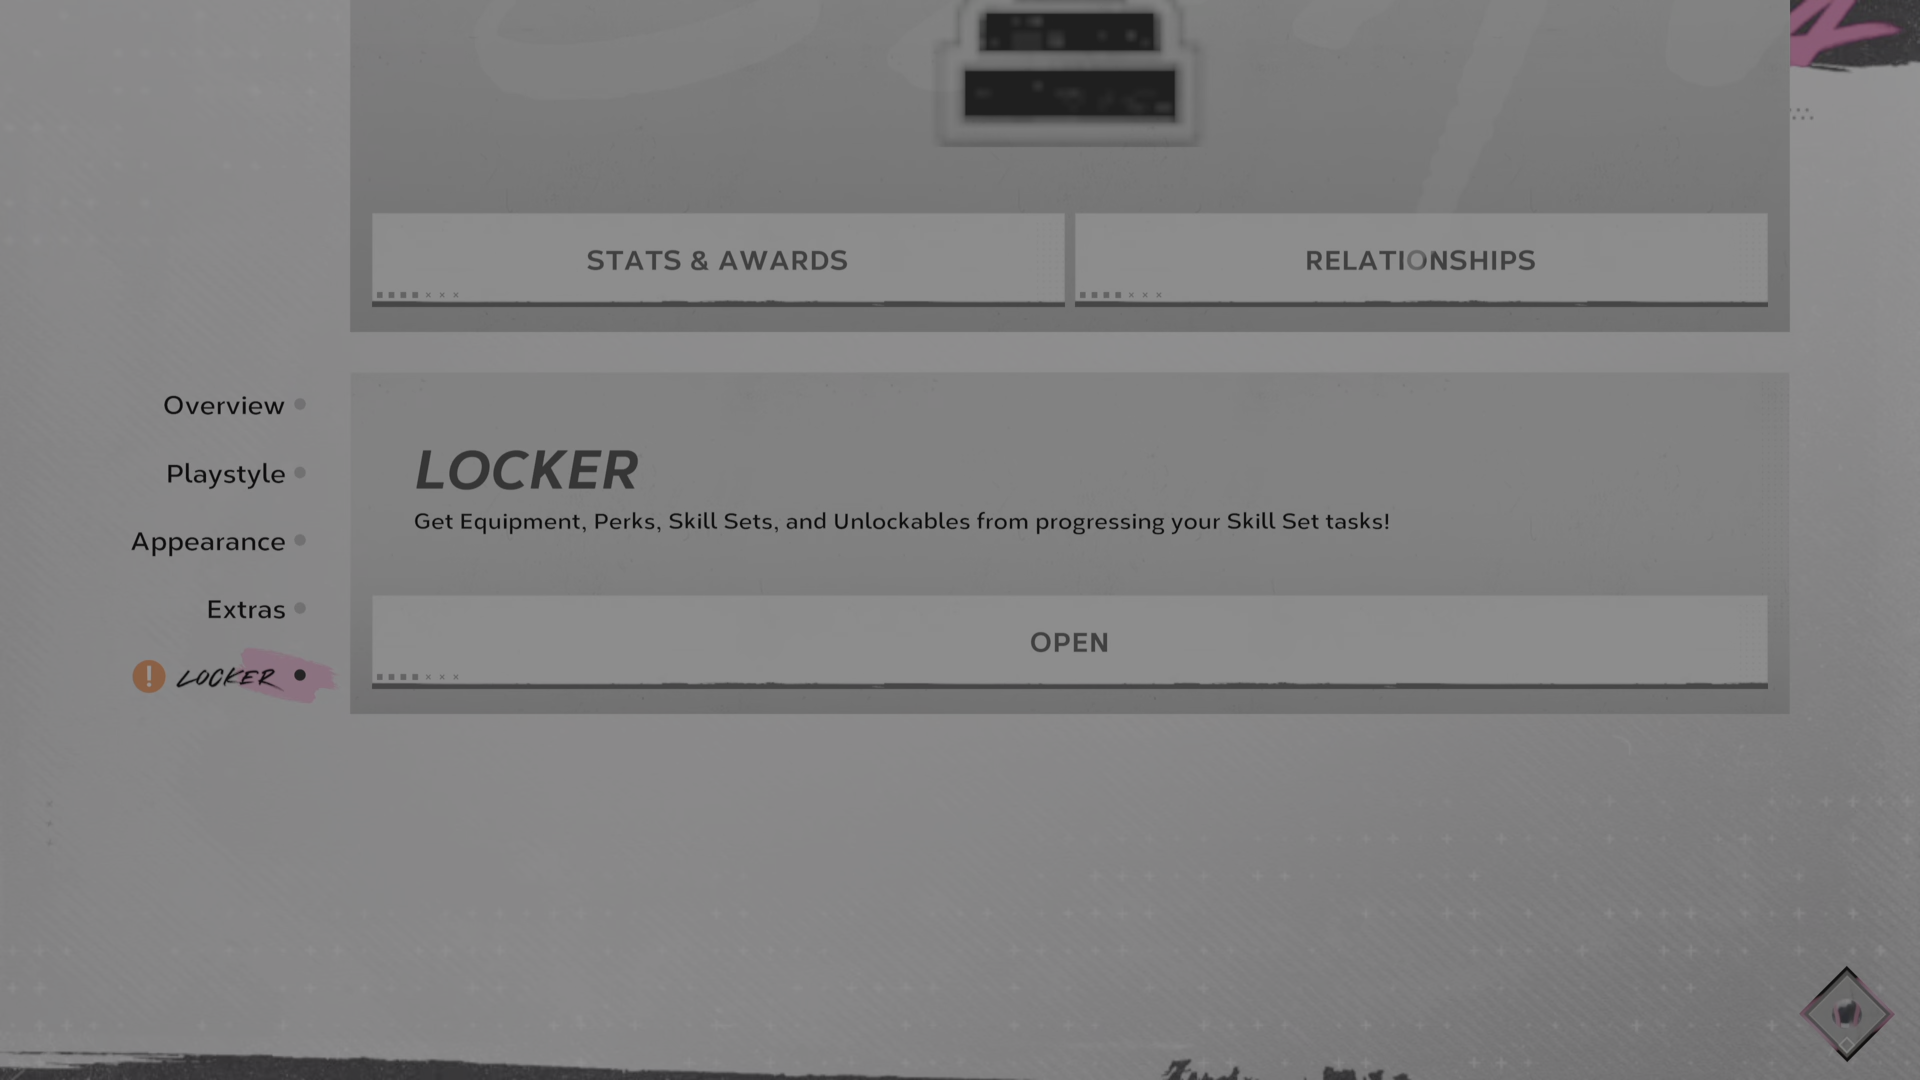 STATS & AWARDS
RELATIONSHIPS
Overview
Playstyle
Appearance
Extras
! LOCKER
LOCKER
Get Equipment, Perks, Skill Sets, and Unlockables from progressing your Skill Set tasks!
OPEN